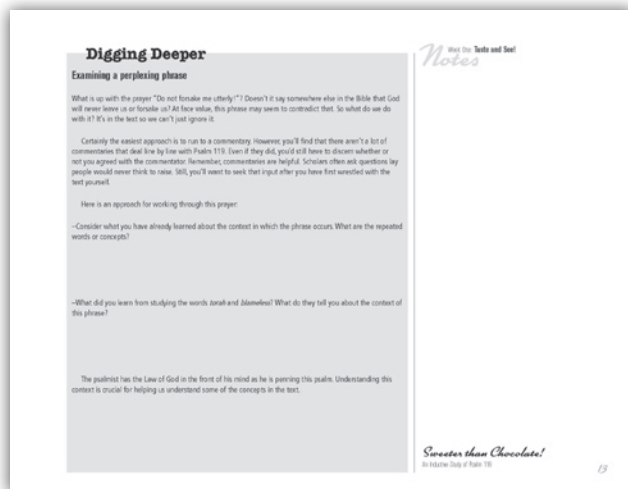 Digging Deeper
Examining a perplexing phrase
What is up with the prayer "Do not forsake me utterly!"? Doesn't it say somewhere else in the Bible that God
will never leave us or forsake us? At face value, this phrase may seem to contradict that. So what do we do
with it? It's in the text so we can't just ignore it.
Certainly the easiest approach is to run to a commentary. However, you'll find that there aren't a lot of
commentaries that deal line by line with Psalm 119. Even if they did, you'd still have to discern whether or
not you agreed with the commentator. Remember, commentaries are helpful. Scholars often ask questions lay
people would never think to raise. Still, you'll want to seek that input after you have first wrestled with the
text yourself.
Here is an approach for working through this prayer:
—Consider what you have already learned about the context in which the phrase occurs. What are the repeated
words or concepts?
—What did you learn from studying the words torah and blameless? What do they tell you about the context of
this phrase?
The psalmist has the Law of God in the front of his mind as he is penning this psalm. Understanding this
context is crucial for helping us understand some of the concepts in the text.
Week One: Taste and See!
Notes
Sweeter than Chocolate!
An Inductive Study of Psalm 119
13